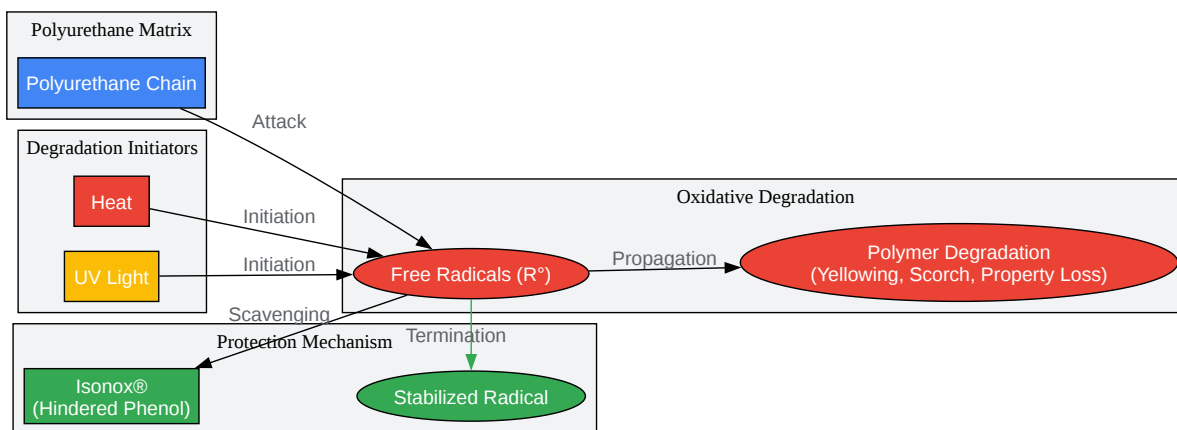 Polyurethane Matrix
Polyurethane Chain
Attack
Degradation Initiators
Heat
Initiation
UV Light
Initiation
Oxidative Degradation
Free Radicals (R°)
Propagation
Polymer Degradation
(Yellowing, Scorch, Property Loss)
Scavenging
Termination
Protection Mechanism
Isonox®
(Hindered Phenol)
Stabilized Radical